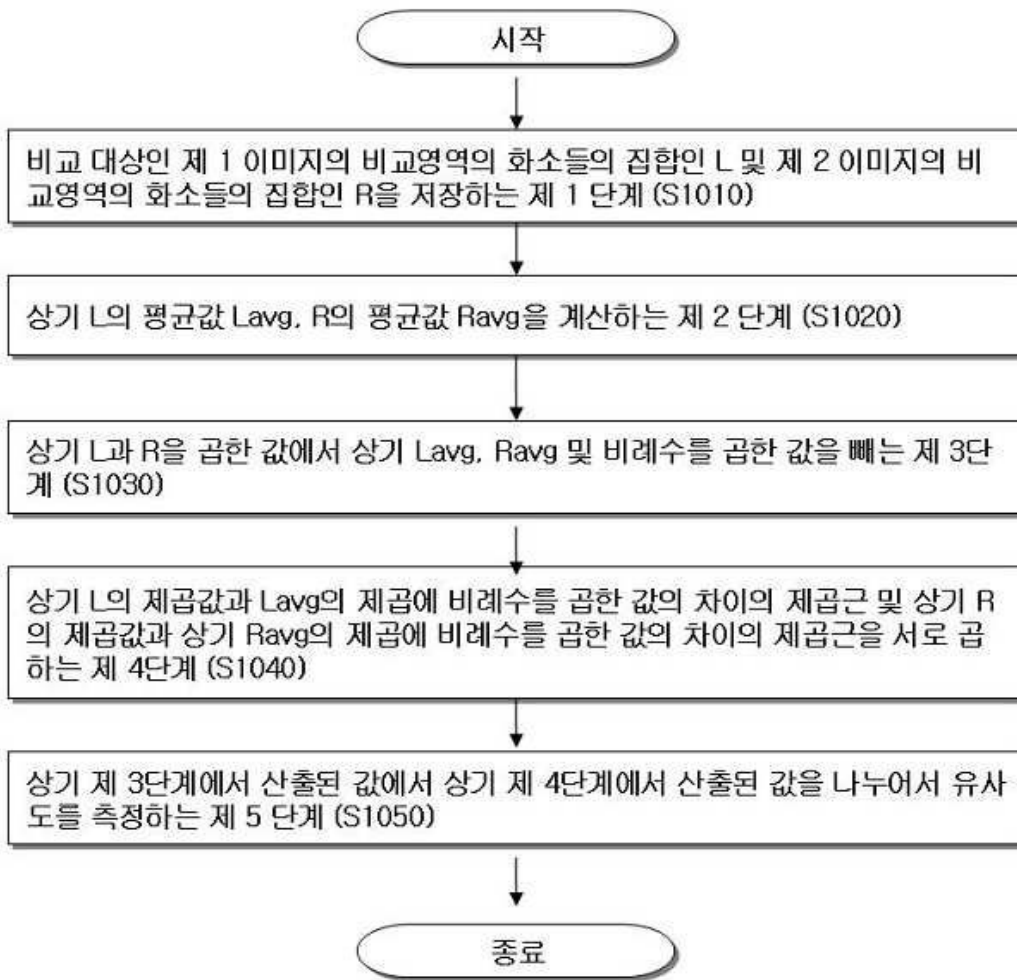 시작
비교 대상인 제 1 이미지의 비교영역의 화소들의 집합인 L 및 제 2 이미지의 비
교영역의 화소들의 집합인 R을 저장하는 제 1 단계 (S1010)
상기 L의 평균값 Lavg, R의 평균값 Ravg을 계산하는 제 2 단계 (S1020)
상기 L과 R을 곱한 값에서 상기 Lavg, Ravg 및 비례수를 곱한 값을 빼는 제 3단
계 (S1030)
상기 L의 제곱값과 Lavg의 제곱에 비례수를 곱한 값의 차이의 제곱근 및 상기 R
의 제곱값과 상기 Ravg의 제곱에 비례수를 곱한 값의 차이의 제곱근을 서로 곱
하는 제 4단계 (S1040)
상기 제 3단계에서 산출된 값에서 상기 제 4단계에서 산출된 값을 나누어서 유사
도를 측정하는 제 5 단계 (S1050)
종료